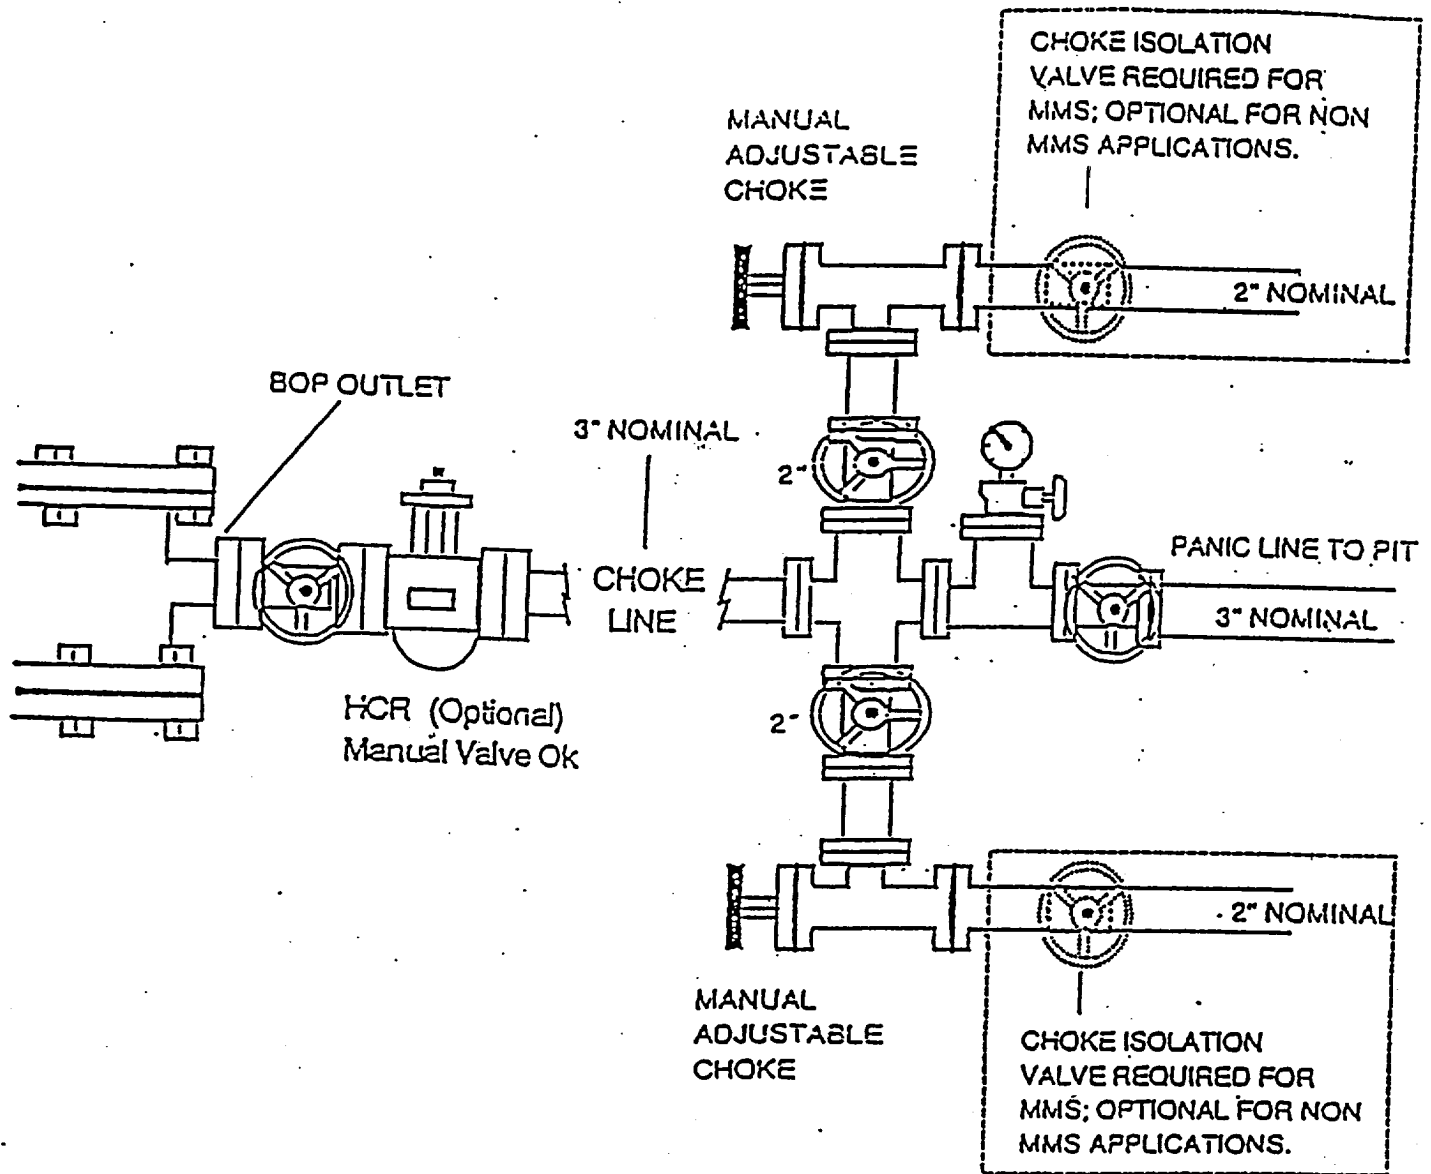 CHOKE ISOLATION
VALVE REQUIRED FOR
MMS; OPTIONAL FOR NON
MMS APPLICATIONS.
MANUAL
ADJUSTABLE
CHOKE
2" NOMINAL
BOP OUTLET
3" NOMINAL
2"
PANIC LINE TO PIT
CHOKE
LINE
3" NOMINAL
HCR (Optional)
Manual Valve Ok
2"
2" NOMINAL
MANUAL
ADJUSTABLE
CHOKE
CHOKE ISOLATION
VALVE REQUIRED FOR
MMS; OPTIONAL FOR NON
MMS APPLICATIONS.